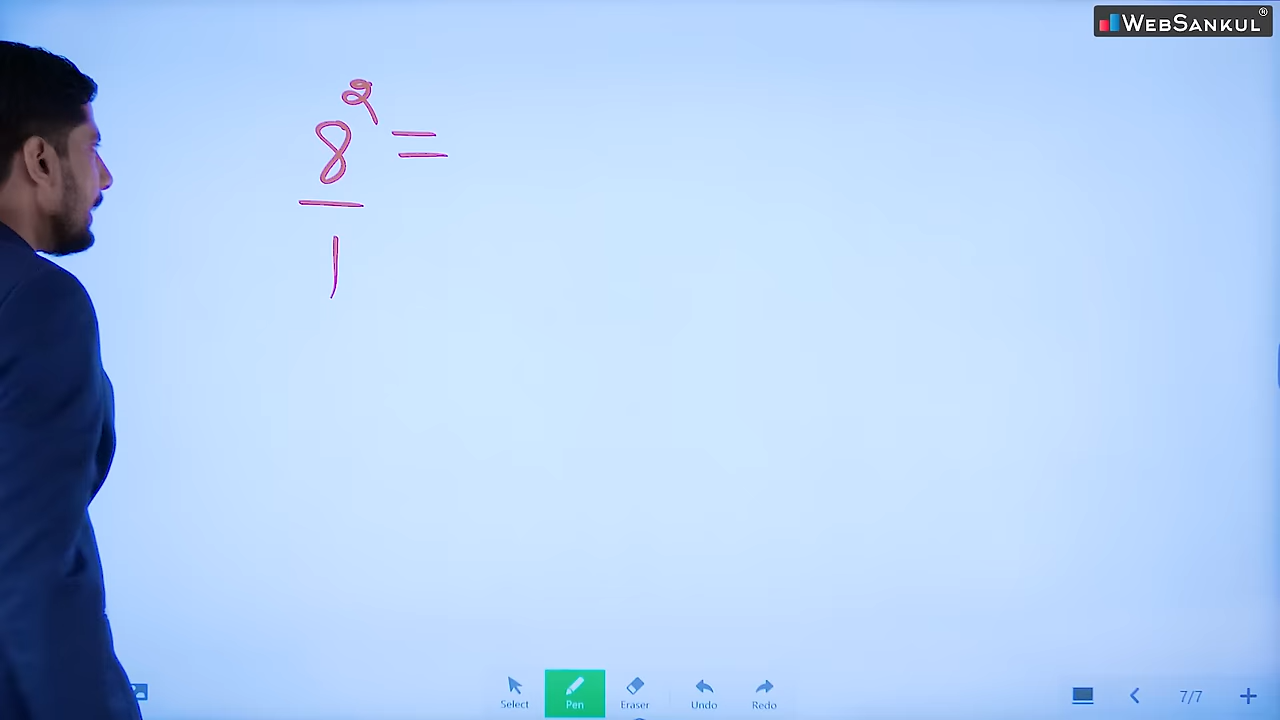 WEBSANKUL®
8² =
1
Select Pen Eraser Undo Redo 7/7